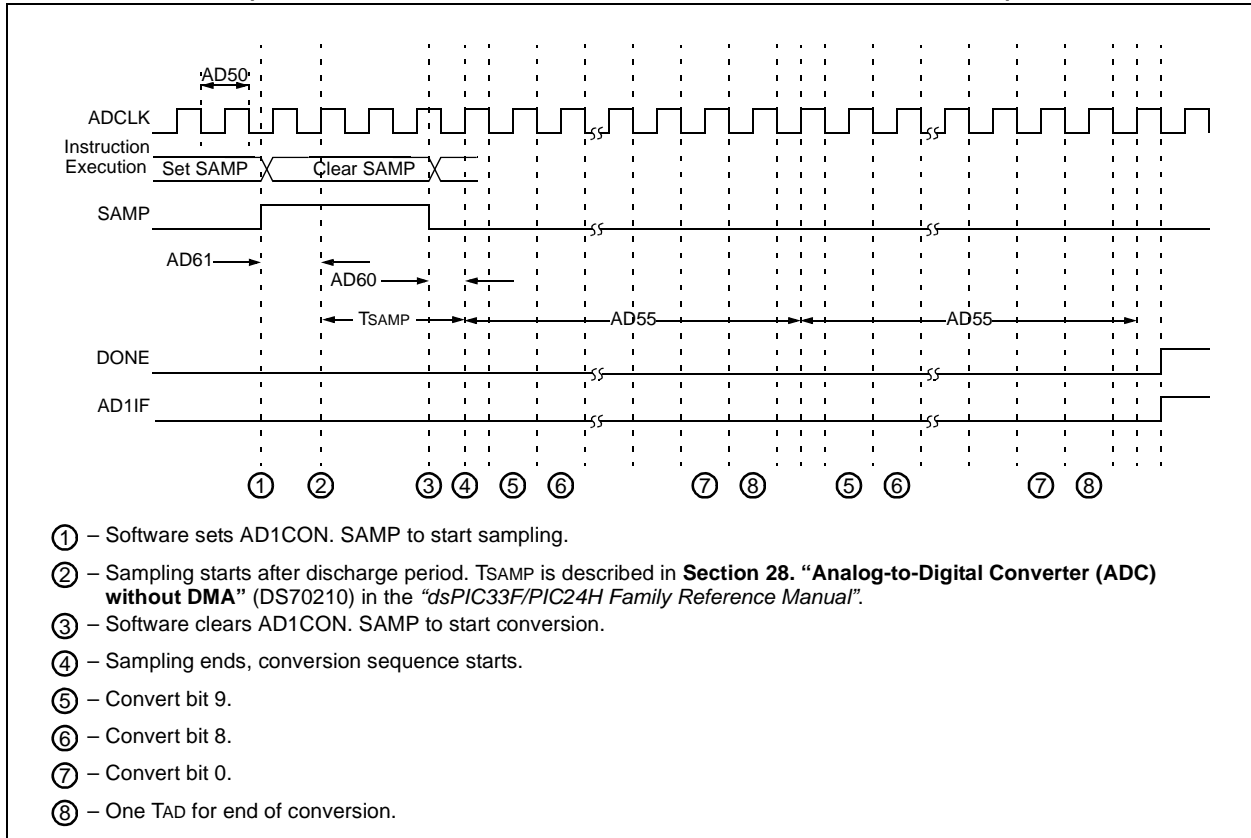 AD50
ADCLK
Instruction
Execution Set SAMP Clear SAMP
SAMP
AD61
AD60
TSAMP AD55 AD55
DONE
AD1IF
1 2 3 4 5 6 7 8 5 6 7 8
1 – Software sets AD1CON. SAMP to start sampling.
2 – Sampling starts after discharge period. TSAMP is described in Section 28. “Analog-to-Digital Converter (ADC)
without DMA” (DS70210) in the “dsPIC33F/PIC24H Family Reference Manual”.
3 – Software clears AD1CON. SAMP to start conversion.
4 – Sampling ends, conversion sequence starts.
5 – Convert bit 9.
6 – Convert bit 8.
7 – Convert bit 0.
8 – One TAD for end of conversion.